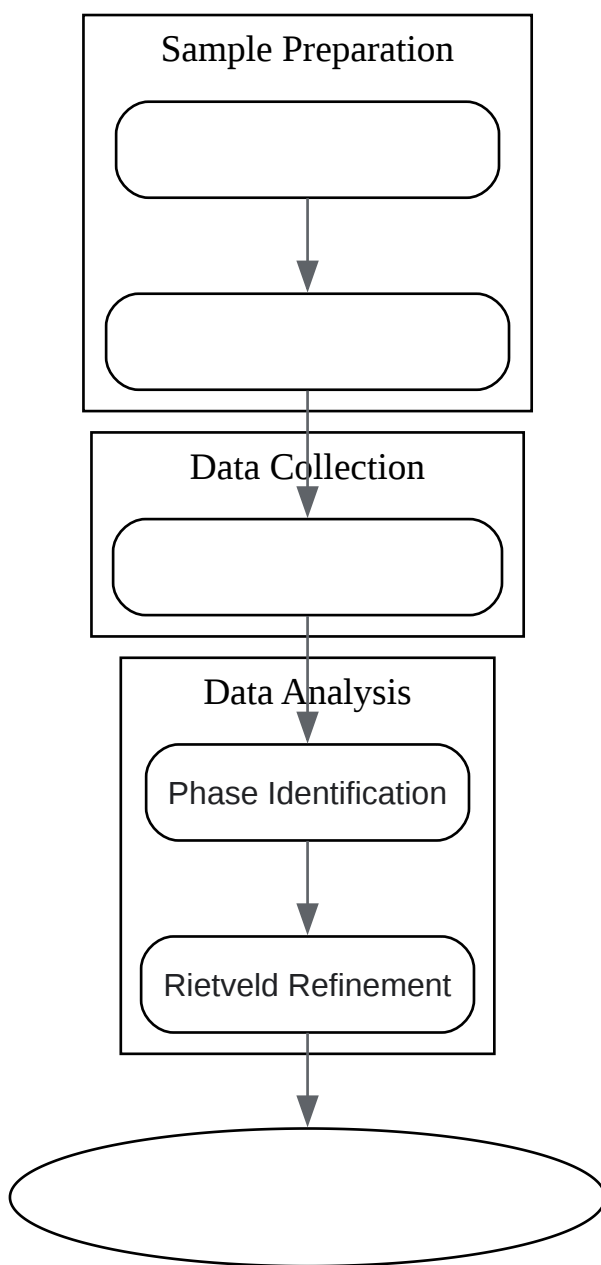 Sample Preparation
Data Collection
Data Analysis
Phase Identification
Rietveld Refinement